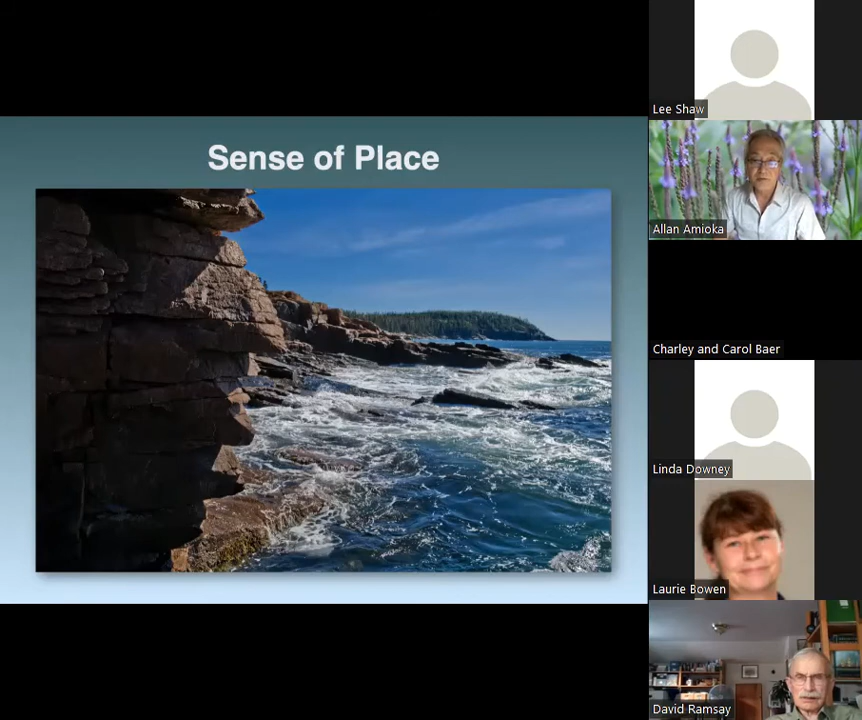 Sense of Place
Lee Shaw
Allan Amioka
Charley and Carol Baer
Linda Downey
Laurie Bowen
David Ramsay